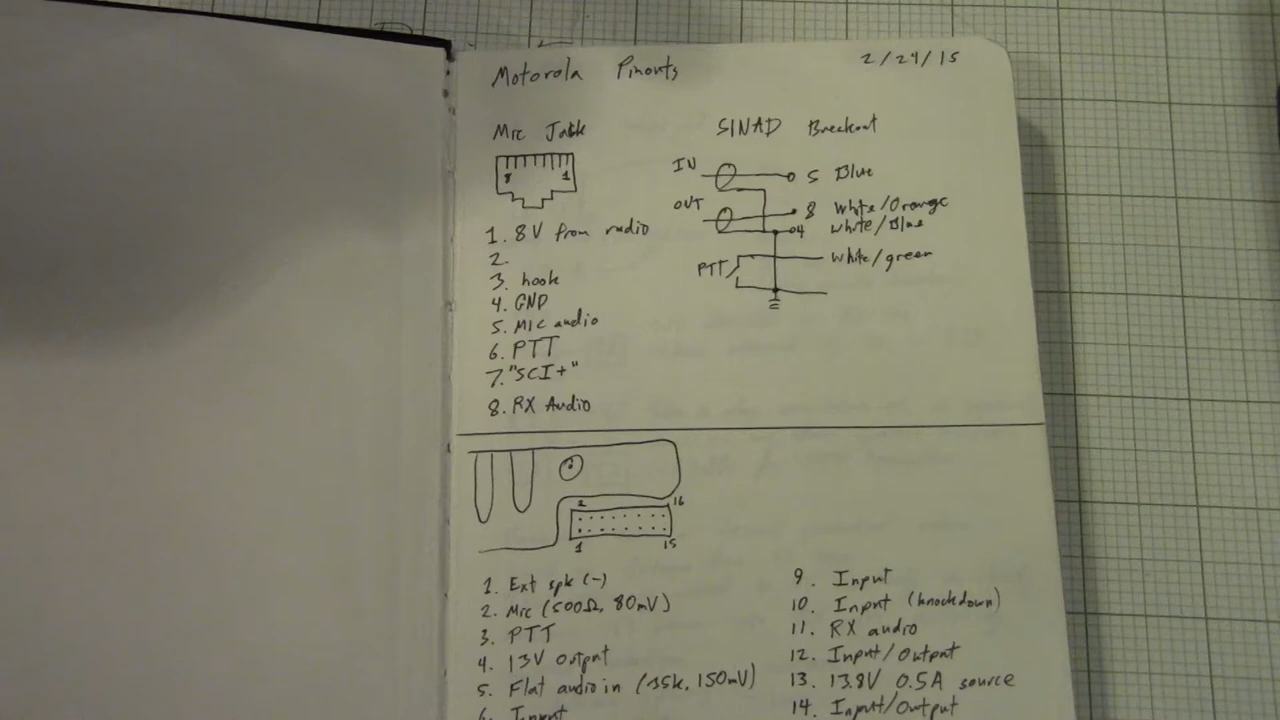 Motorola Pinouts 2/24/15
Mic Jack
8 1
1. 8V from radio
2.
3. hook
4. GND
5. MIC audio
6. PTT
7. "SCI+"
8. RX Audio
SINAD Breakout
IN 5 Blue
OUT 8 White/Orange
4 White/Blue
PTT White/green
2 16
1 15
1. Ext spk (-)
2. Mic (500Ω, 80mV)
3. PTT
4. 13V Output
5. Flat audio in (35k, 150mV)
6. Input
9. Input
10. Input (knockdown)
11. RX audio
12. Input/Output
13. 13.8V 0.5A source
14. Input/Output